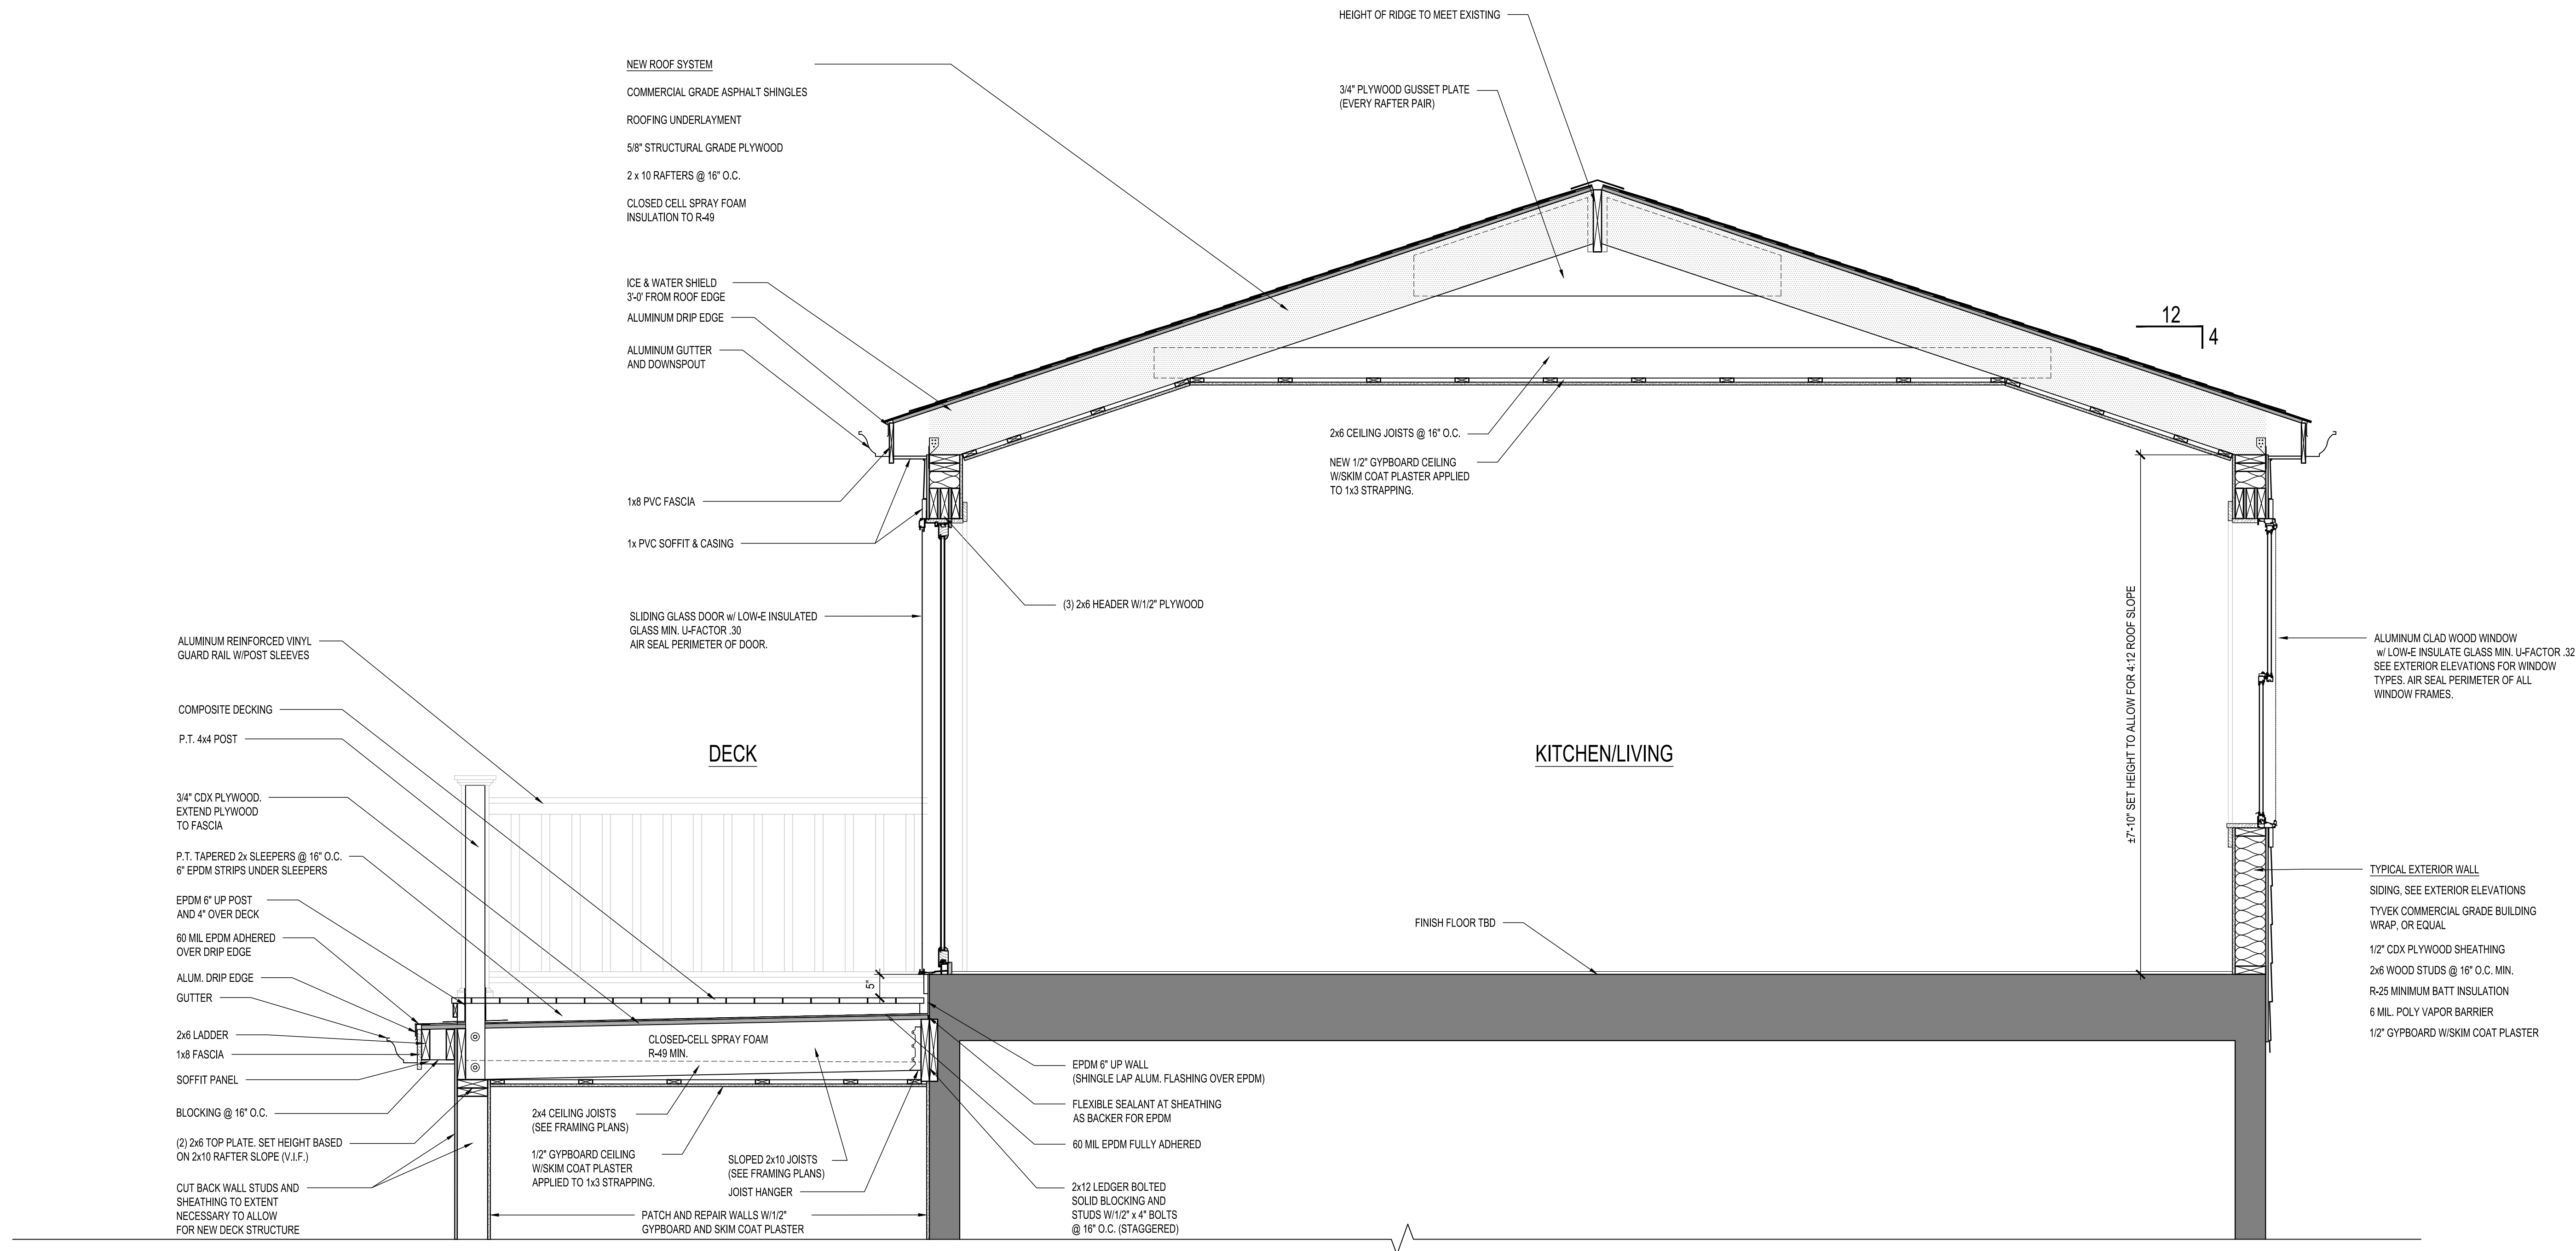 HEIGHT OF RIDGE TO MEET EXISTING
NEW ROOF SYSTEM
COMMERCIAL GRADE ASPHALT SHINGLES
ROOFING UNDERLAYMENT
5/8" STRUCTURAL GRADE PLYWOOD
2 x 10 RAFTERS @ 16" O.C.
CLOSED CELL SPRAY FOAM
INSULATION TO R-49
3/4" PLYWOOD GUSSET PLATE
(EVERY RAFTER PAIR)
ICE & WATER SHIELD
3'-0' FROM ROOF EDGE
ALUMINUM DRIP EDGE
ALUMINUM GUTTER
AND DOWNSPOUT
12
4
2x6 CEILING JOISTS @ 16" O.C.
NEW 1/2" GYPBOARD CEILING
W/SKIM COAT PLASTER APPLIED
TO 1x3 STRAPPING.
1x8 PVC FASCIA
1x PVC SOFFIT & CASING
(3) 2x6 HEADER W/1/2" PLYWOOD
SLIDING GLASS DOOR w/ LOW-E INSULATED
GLASS MIN. U-FACTOR .30
AIR SEAL PERIMETER OF DOOR.
ALUMINUM REINFORCED VINYL
GUARD RAIL W/POST SLEEVES
COMPOSITE DECKING
P.T. 4x4 POST
3/4" CDX PLYWOOD.
EXTEND PLYWOOD
TO FASCIA
P.T. TAPERED 2x SLEEPERS @ 16" O.C.
6" EPDM STRIPS UNDER SLEEPERS
EPDM 6" UP POST
AND 4" OVER DECK
60 MIL EPDM ADHERED
OVER DRIP EDGE
ALUM. DRIP EDGE
GUTTER
2x6 LADDER
1x8 FASCIA
SOFFIT PANEL
BLOCKING @ 16" O.C.
(2) 2x6 TOP PLATE. SET HEIGHT BASED
ON 2x10 RAFTER SLOPE (V.I.F.)
CUT BACK WALL STUDS AND
SHEATHING TO EXTENT
NECESSARY TO ALLOW
FOR NEW DECK STRUCTURE
DECK
KITCHEN/LIVING
±7'-10" SET HEIGHT TO ALLOW FOR 4:12 ROOF SLOPE
ALUMINUM CLAD WOOD WINDOW
w/ LOW-E INSULATE GLASS MIN. U-FACTOR .32
SEE EXTERIOR ELEVATIONS FOR WINDOW
TYPES. AIR SEAL PERIMETER OF ALL
WINDOW FRAMES.
TYPICAL EXTERIOR WALL
SIDING, SEE EXTERIOR ELEVATIONS
TYVEK COMMERCIAL GRADE BUILDING
WRAP, OR EQUAL
1/2" CDX PLYWOOD SHEATHING
2x6 WOOD STUDS @ 16" O.C. MIN.
R-25 MINIMUM BATT INSULATION
6 MIL. POLY VAPOR BARRIER
1/2" GYPBOARD W/SKIM COAT PLASTER
FINISH FLOOR TBD
5"
CLOSED-CELL SPRAY FOAM
R-49 MIN.
2x4 CEILING JOISTS
(SEE FRAMING PLANS)
1/2" GYPBOARD CEILING
W/SKIM COAT PLASTER
APPLIED TO 1x3 STRAPPING.
SLOPED 2x10 JOISTS
(SEE FRAMING PLANS)
JOIST HANGER
PATCH AND REPAIR WALLS W/1/2"
GYPBOARD AND SKIM COAT PLASTER
EPDM 6" UP WALL
(SHINGLE LAP ALUM. FLASHING OVER EPDM)
FLEXIBLE SEALANT AT SHEATHING
AS BACKER FOR EPDM
60 MIL EPDM FULLY ADHERED
2x12 LEDGER BOLTED
SOLID BLOCKING AND
STUDS W/1/2" x 4" BOLTS
@ 16" O.C. (STAGGERED)